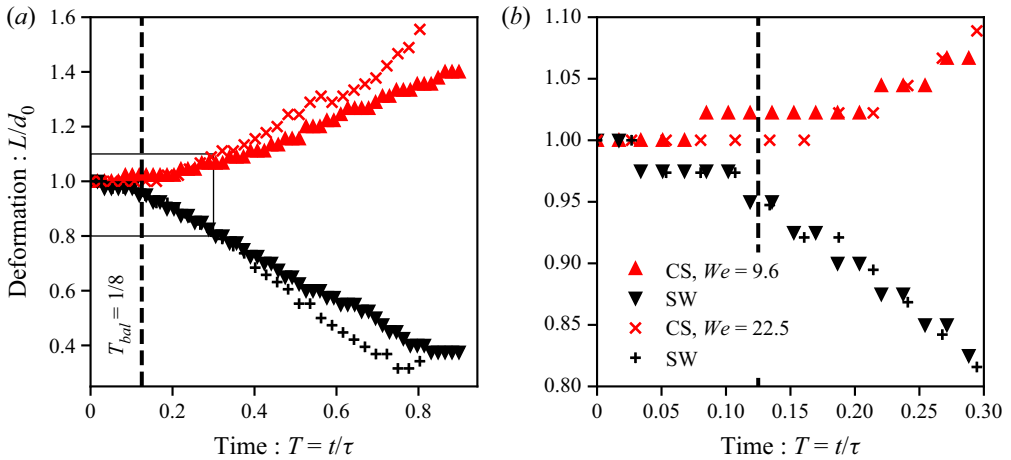 (a)
1.6
1.4
1.2
1.0
0.8
0.6
0.4
Deformation : L/d0
Tbal = 1/8
0 0.2 0.4 0.6 0.8
Time : T = t/τ
(b)
1.10
1.05
1.00
0.95
0.90
0.85
0.80
CS, We = 9.6
SW
CS, We = 22.5
SW
0 0.05 0.10 0.15 0.20 0.25 0.30
Time : T = t/τ